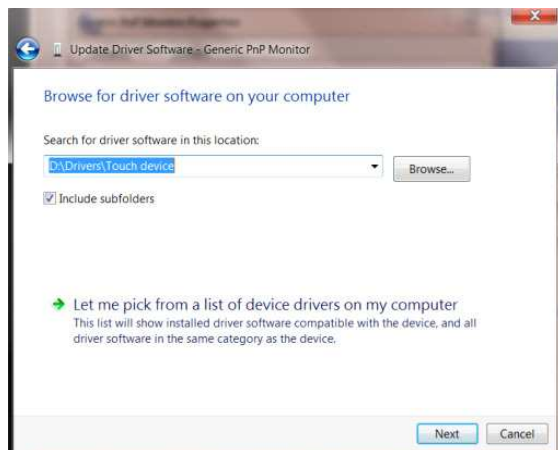 Update Driver Software - Generic PnP Monitor
Browse for driver software on your computer
Search for driver software in this location:
D:\Drivers\Touch device
Browse...
Include subfolders
Let me pick from a list of device drivers on my computer
This list will show installed driver software compatible with the device, and all
driver software in the same category as the device.
Next
Cancel